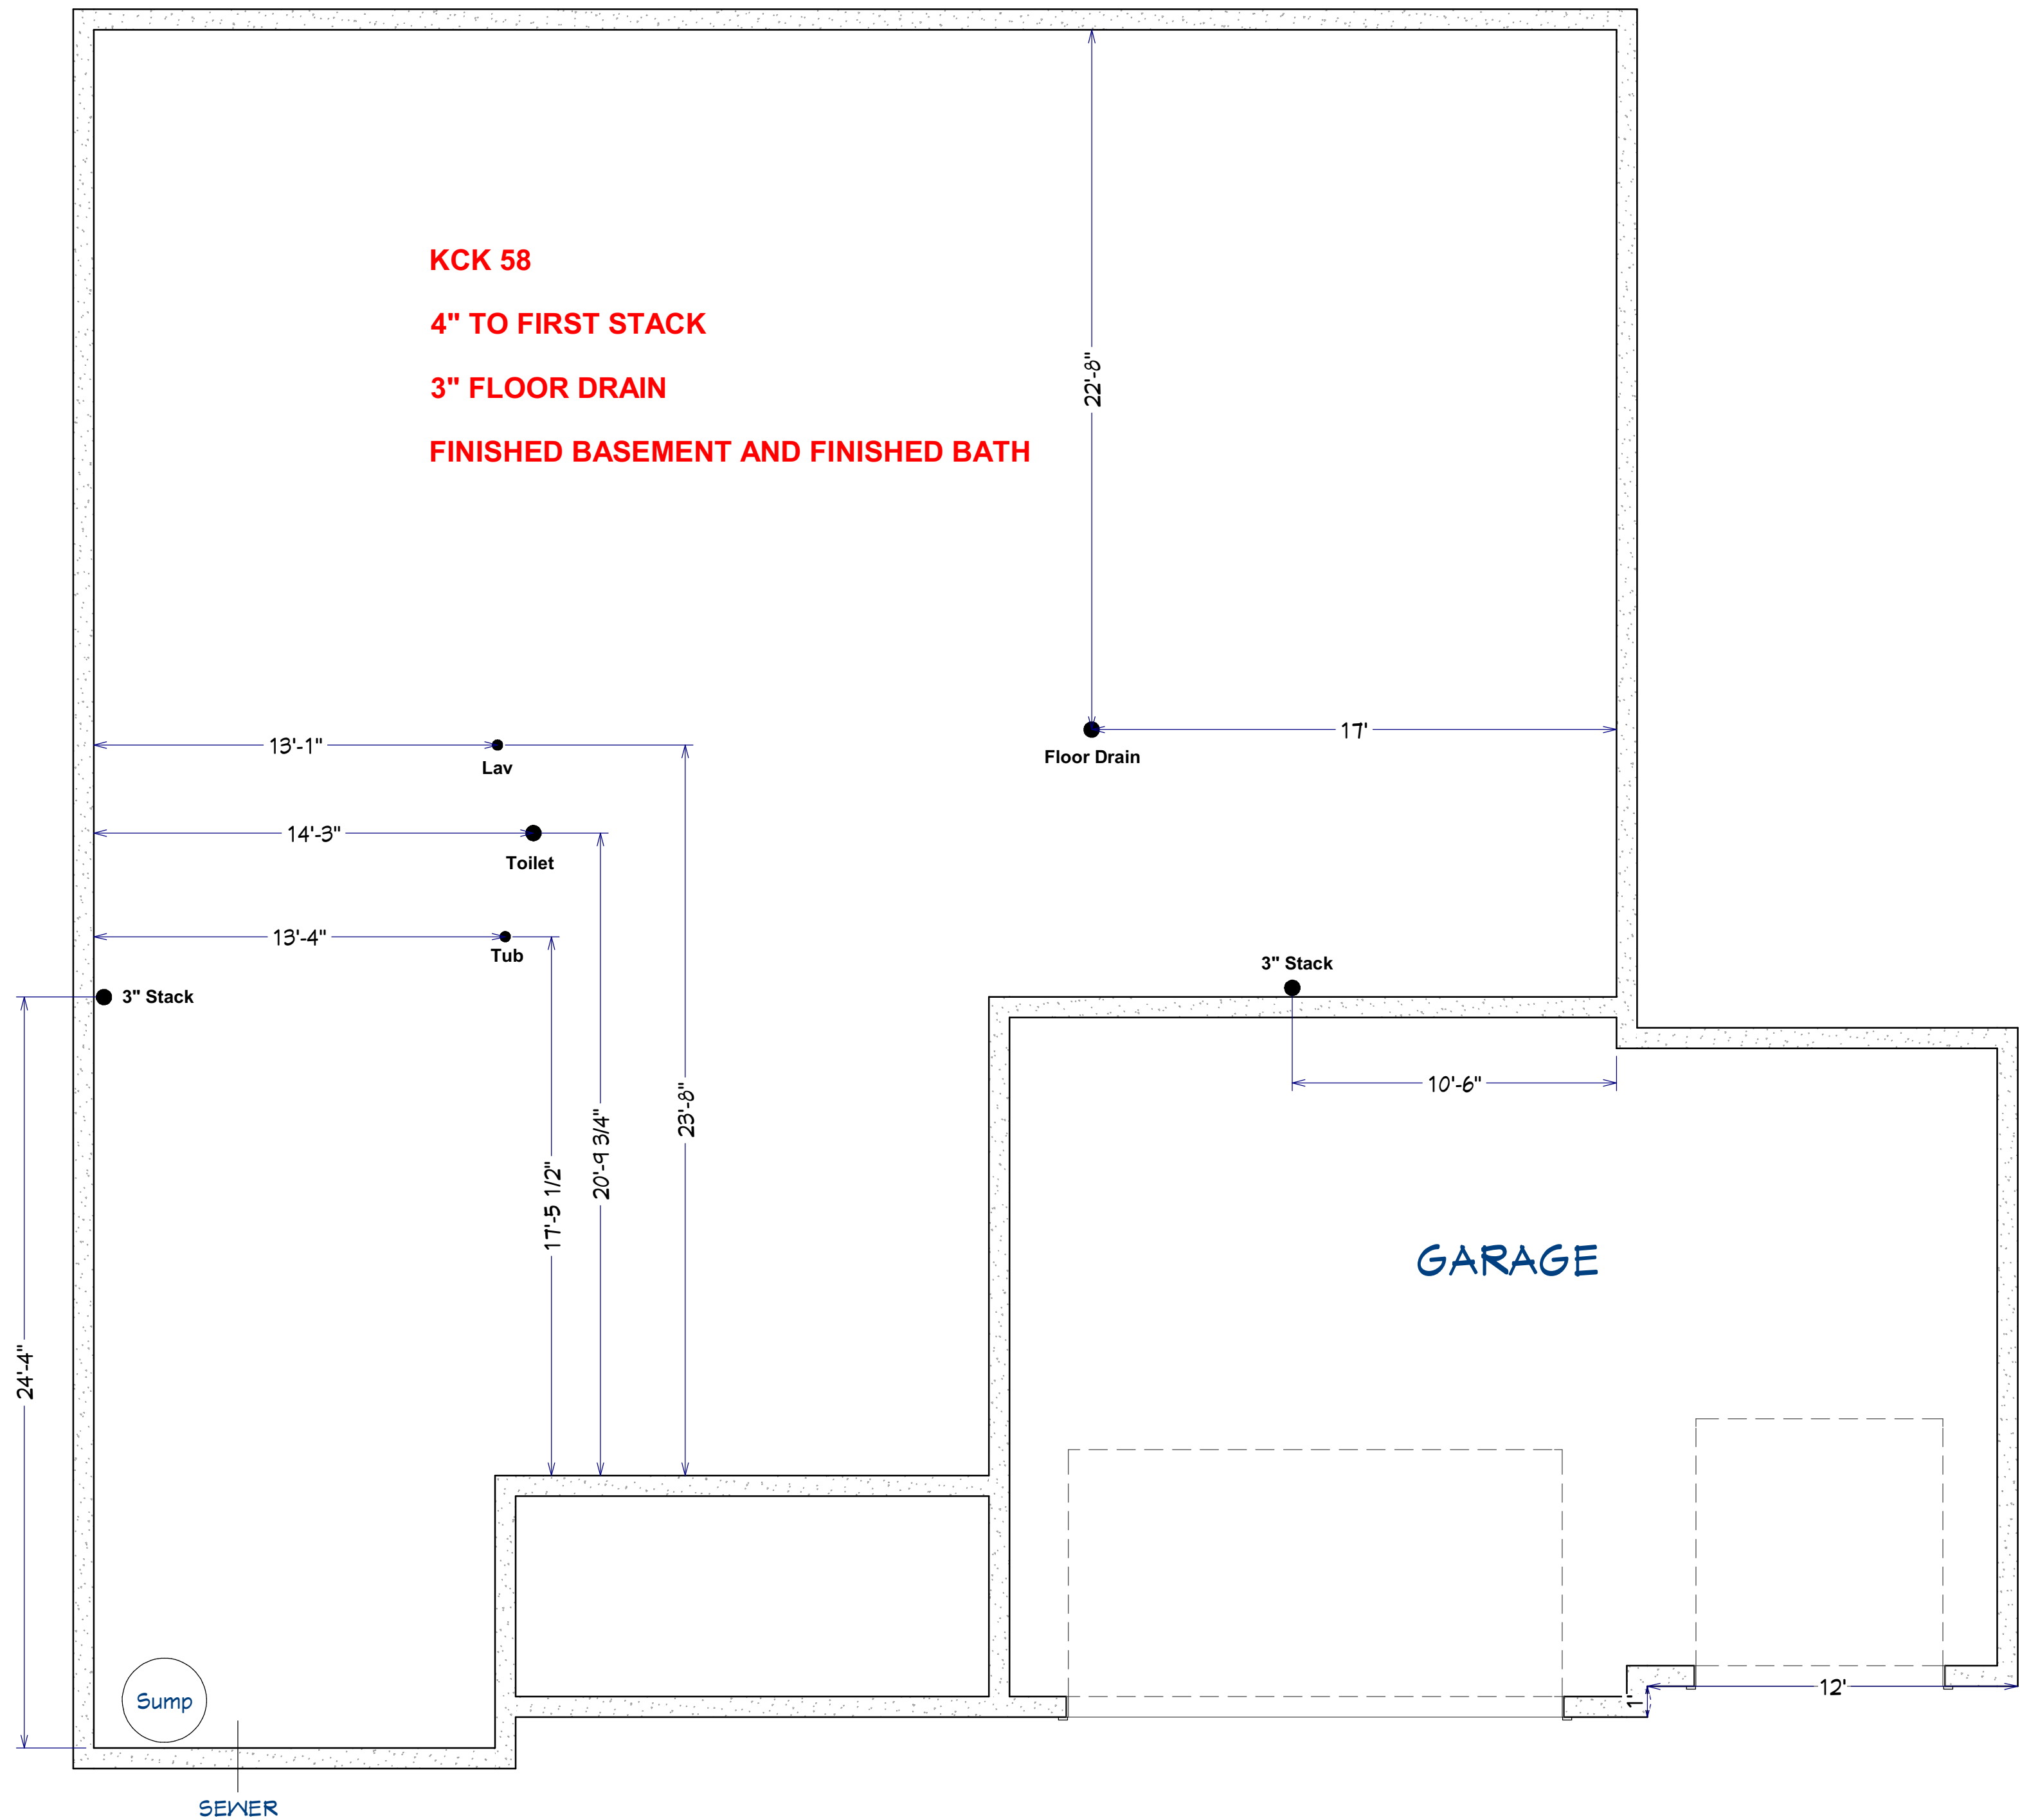 KCK 58
4" TO FIRST STACK
3" FLOOR DRAIN
FINISHED BASEMENT AND FINISHED BATH
22'-8"
17'
Floor Drain
13'-1"
Lav
14'-3"
Toilet
13'-4"
Tub
3" Stack
3" Stack
10'-6"
23'-8"
20'-9 3/4"
17'-5 1/2"
24'-4"
GARAGE
Sump
12'
1'
SEWER